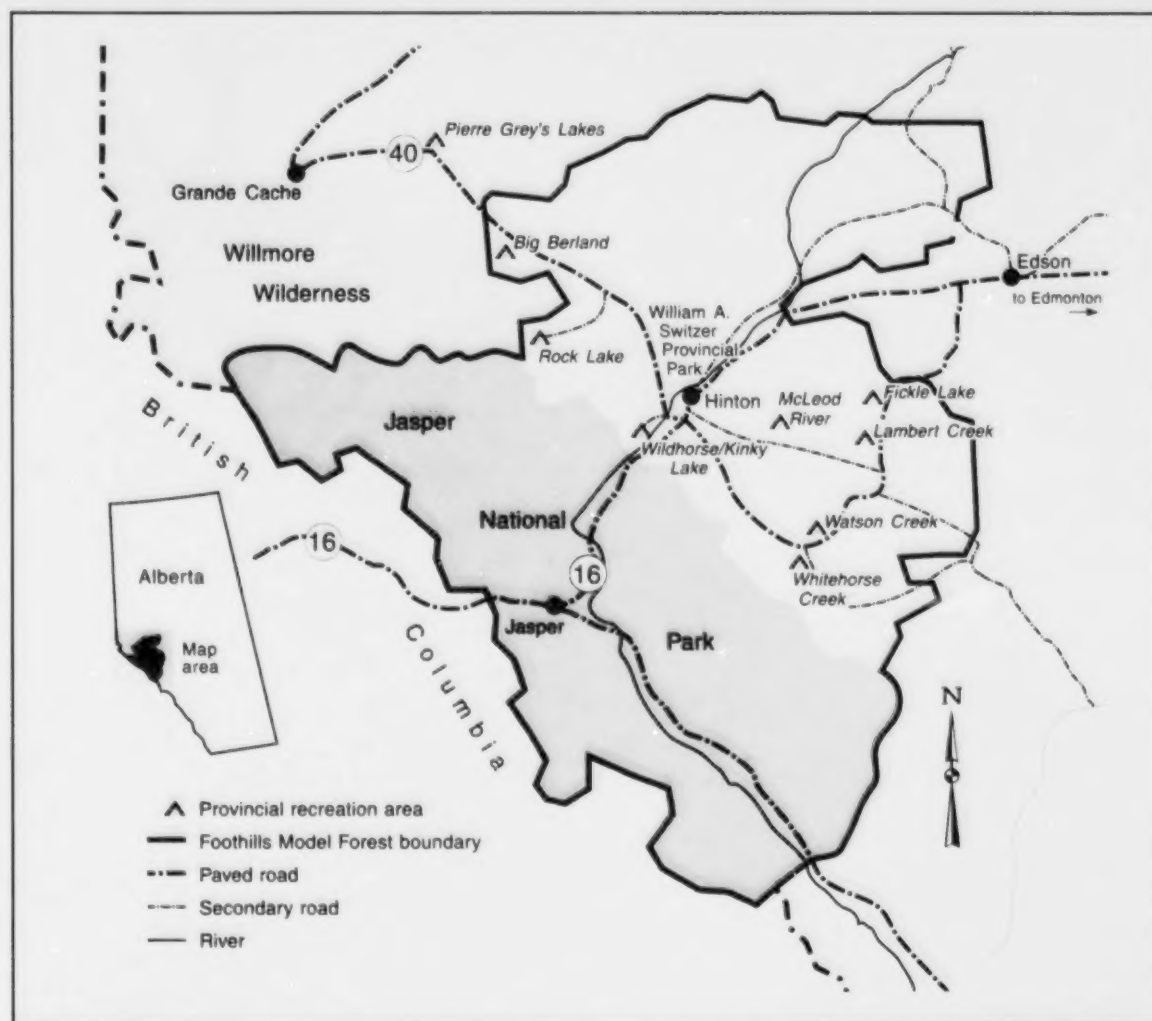 Pierre Grey's Lakes
40
Grande Cache
Willmore
Wilderness
Big Berland
Edson
to Edmonton
William A.
Switzer
Provincial
Park
Rock Lake
Hinton
McLeod
River
Fickle Lake
Lambert Creek
Wildhorse/Kinky
Lake
British
Columbia
Jasper
National
Park
Watson Creek
Whitehorse
Creek
16
16
Jasper
Alberta
Map
area
N
Provincial recreation area
Foothills Model Forest boundary
Paved road
Secondary road
River